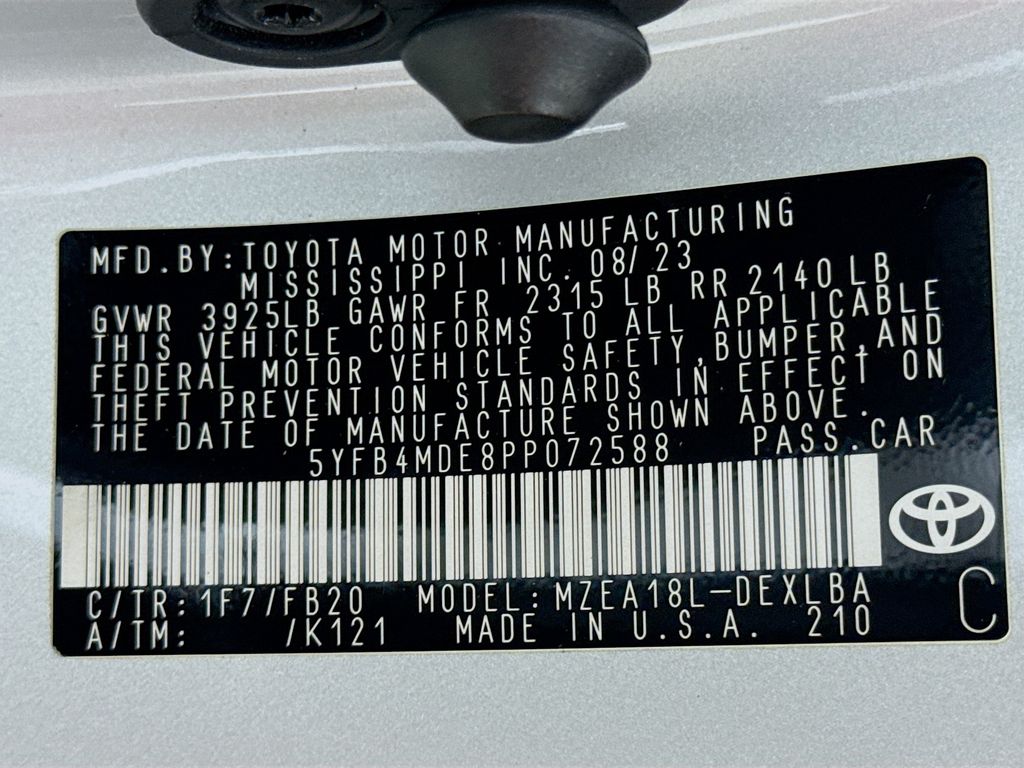 MFD.BY:TOYOTA MOTOR MANUFACTURING
MISSISSIPPI INC. 08/23
GVWR 3925LB GAWR FR 2315 LB RR 2140 LB
THIS VEHICLE CONFORMS TO ALL APPLICABLE
FEDERAL MOTOR VEHICLE SAFETY,BUMPER,AND
THEFT PREVENTION STANDARDS IN EFFECT ON
THE DATE OF MANUFACTURE SHOWN ABOVE.
5YFB4MDE8PP072588 PASS.CAR
C/TR:1F7/FB20 MODEL:MZEA18L-DEXLBA
A/TM: /K121 MADE IN U.S.A. 210
C